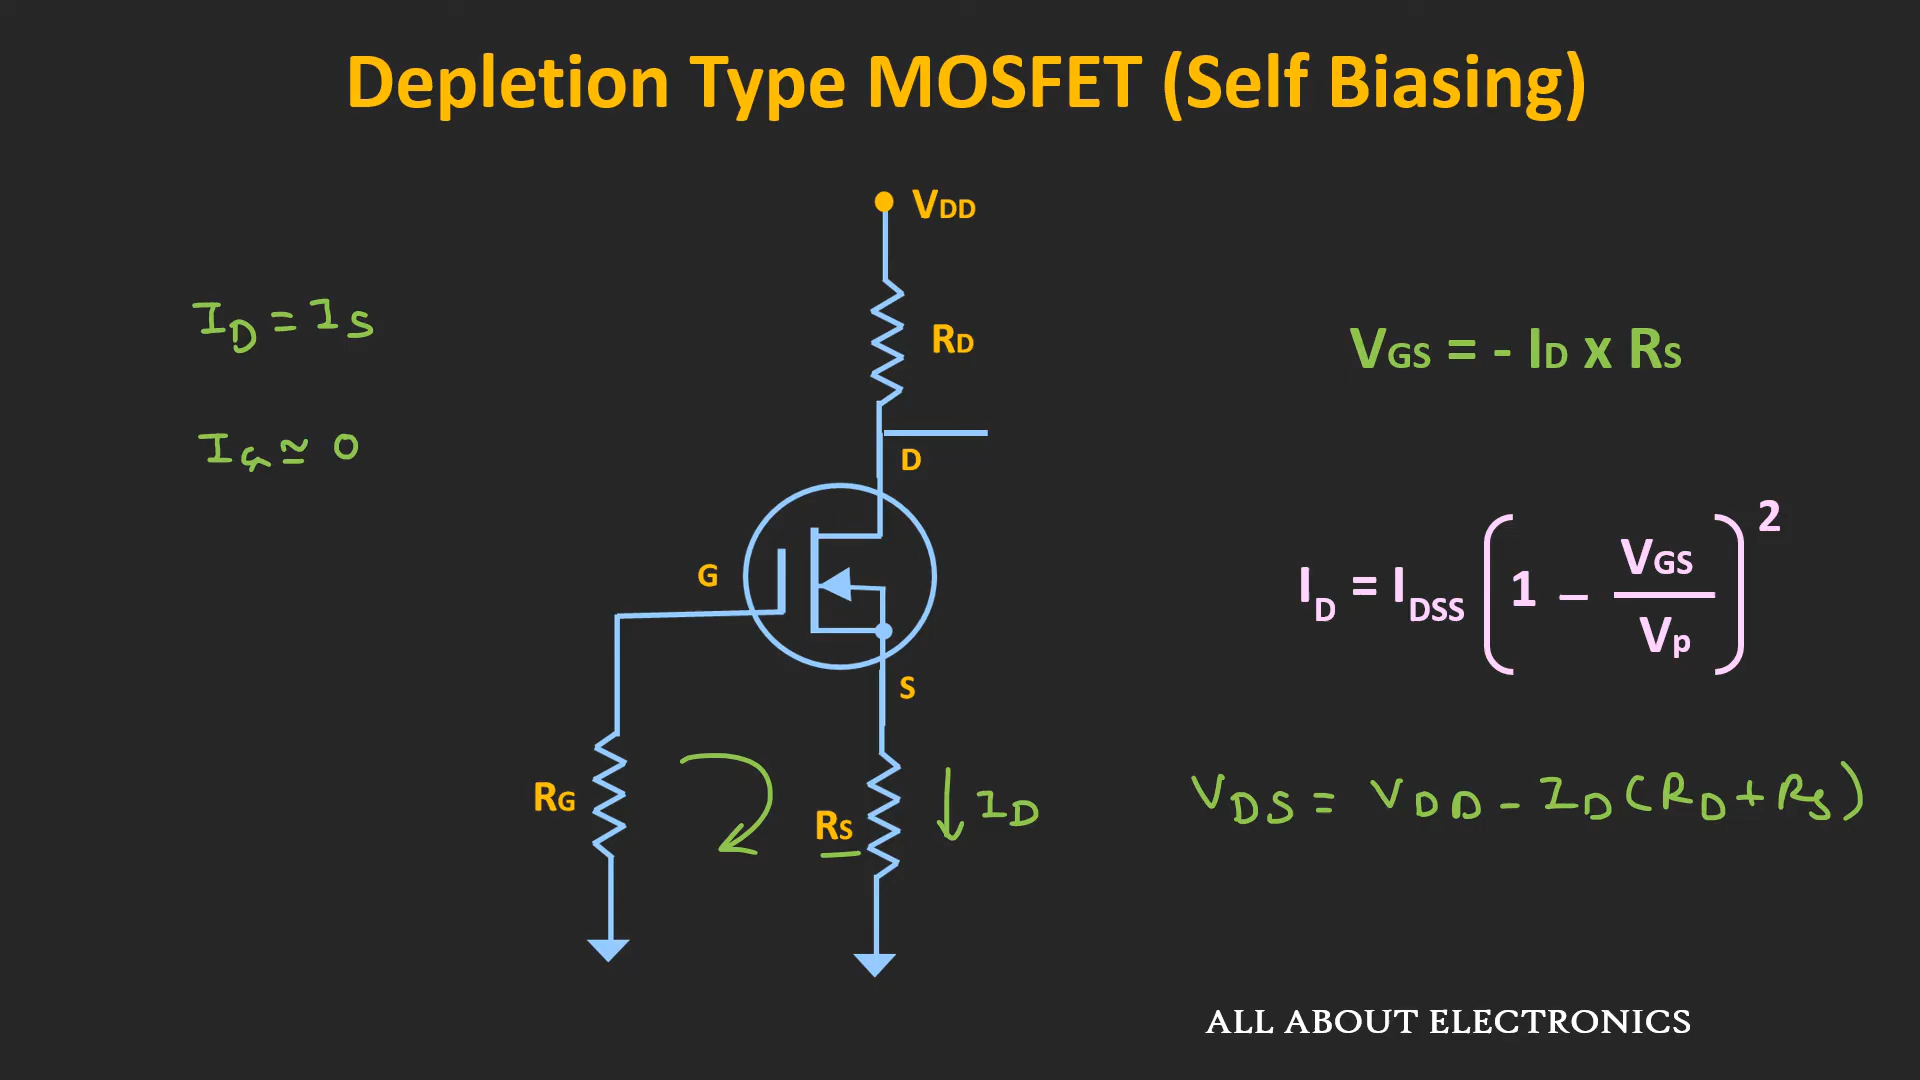 Depletion Type MOSFET (Self Biasing)
VDD
RD
D
G
S
RG
RS
ID
ID = IS
IG ≃ 0
VGS = - ID x RS
ID = IDSS ( 1 – VGS / Vp )²
VDS = VDD - ID (RD + RS)
ALL ABOUT ELECTRONICS